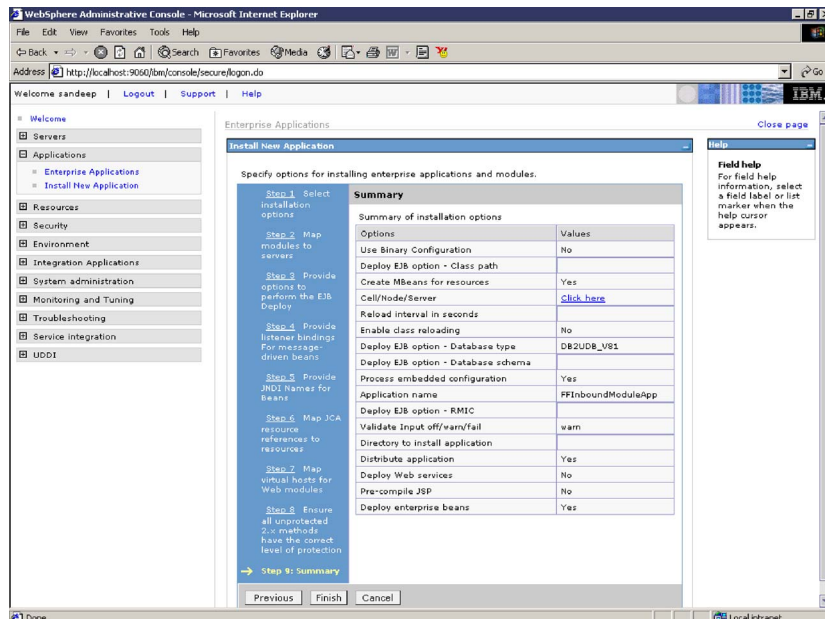 WebSphere Administrative Console - Microsoft Internet Explorer
File Edit View Favorites Tools Help
Back Search Favorites Media
Address http://localhost:9060/ibm/console/secure/logon.do Go
Welcome sandeep | Logout | Support | Help
IBM
Welcome
Servers
Applications
Enterprise Applications
Install New Application
Resources
Security
Environment
Integration Applications
System administration
Monitoring and Tuning
Troubleshooting
Service integration
UDDI
Enterprise Applications
Close page
Install New Application
Specify options for installing enterprise applications and modules.
Step 1 Select
installation
options
Step 2 Map
modules to
servers
Step 3 Provide
options to
perform the EJB
Deploy
Step 4 Provide
listener bindings
For message-
driven beans
Step 5 Provide
JNDI Names for
Beans
Step 6 Map JCA
resource
references to
resources
Step 7 Map
virtual hosts for
Web modules
Step 8 Ensure
all unprotected
2.x methods
have the correct
level of protection
Step 9: Summary
Summary
Summary of installation options
Options Values
Use Binary Configuration No
Deploy EJB option - Class path
Create MBeans for resources Yes
Cell/Node/Server Click here
Reload interval in seconds
Enable class reloading No
Deploy EJB option - Database type DB2UDB_V81
Deploy EJB option - Database schema
Process embedded configuration Yes
Application name FFInboundModuleApp
Deploy EJB option - RMIC
Validate Input off/warn/fail warn
Directory to install application
Distribute application Yes
Deploy Web services No
Pre-compile JSP No
Deploy enterprise beans Yes
Previous Finish Cancel
Help
Field help
For field help
information, select
a field label or list
marker when the
help cursor
appears.
Done
Local intranet